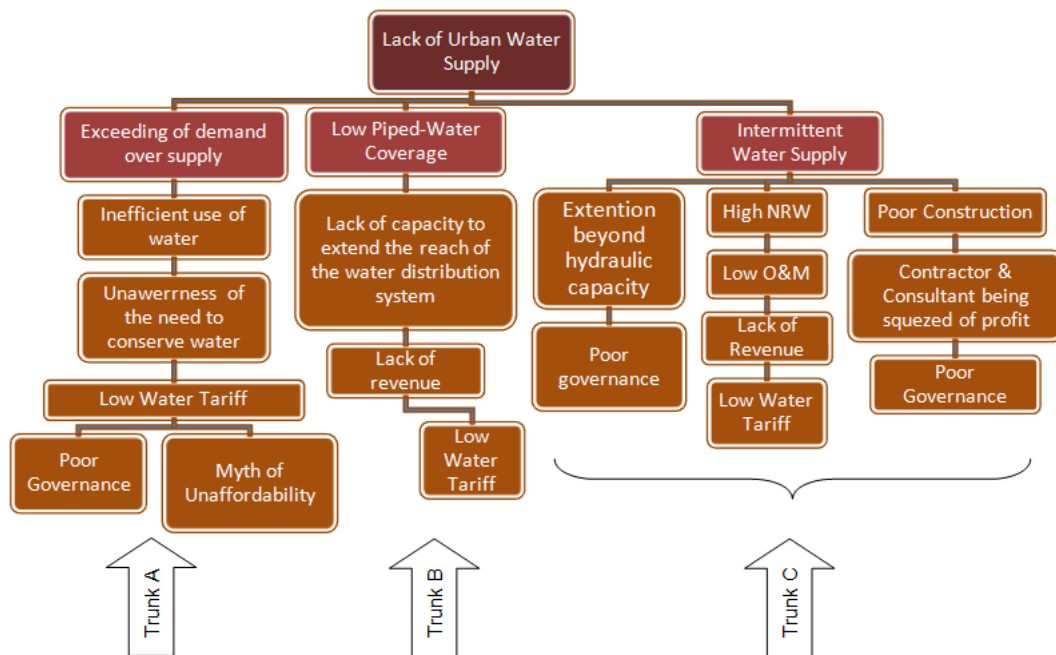 Lack of Urban Water
Supply
Exceeding of demand
over supply
Low Piped-Water
Coverage
Intermittent
Water Supply
Inefficient use of
water
Unawerrness of
the need to
conserve water
Low Water Tariff
Poor
Governance
Myth of
Unaffordability
Lack of capacity to
extend the reach of
the water distribution
system
Lack of
revenue
Low
Water
Tariff
Extention
beyond
hydraulic
capacity
Poor
governance
High NRW
Low O&M
Lack of
Revenue
Low Water
Tariff
Poor Construction
Contractor &
Consultant being
squezed of profit
Poor
Governance
Trunk A
Trunk B
Trunk C